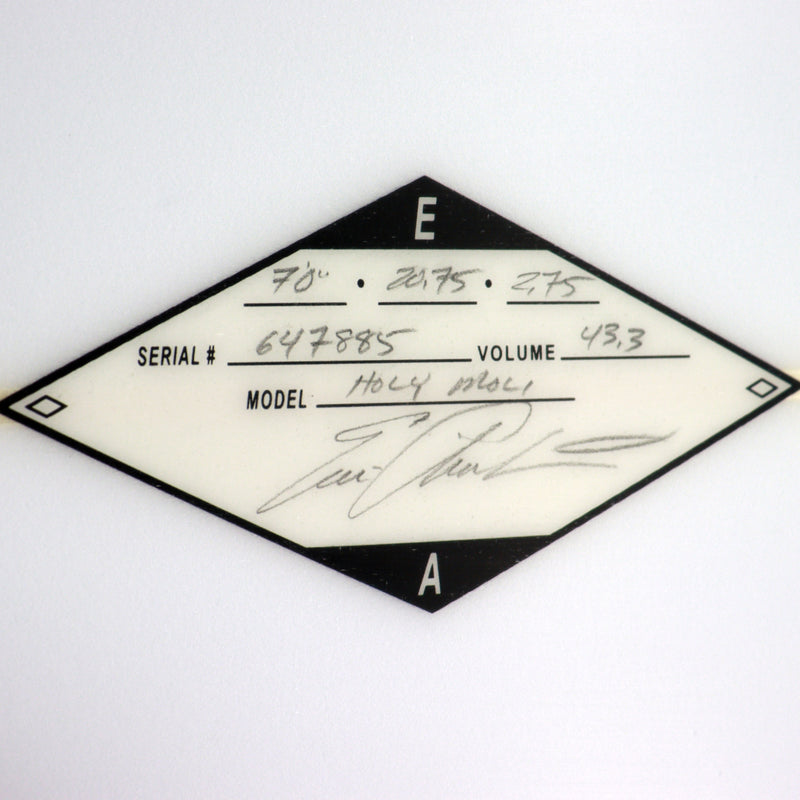 E
7'0" • 20.75 • 2.75
SERIAL # 647885 VOLUME 43.3
MODEL HOLY MOLI
A